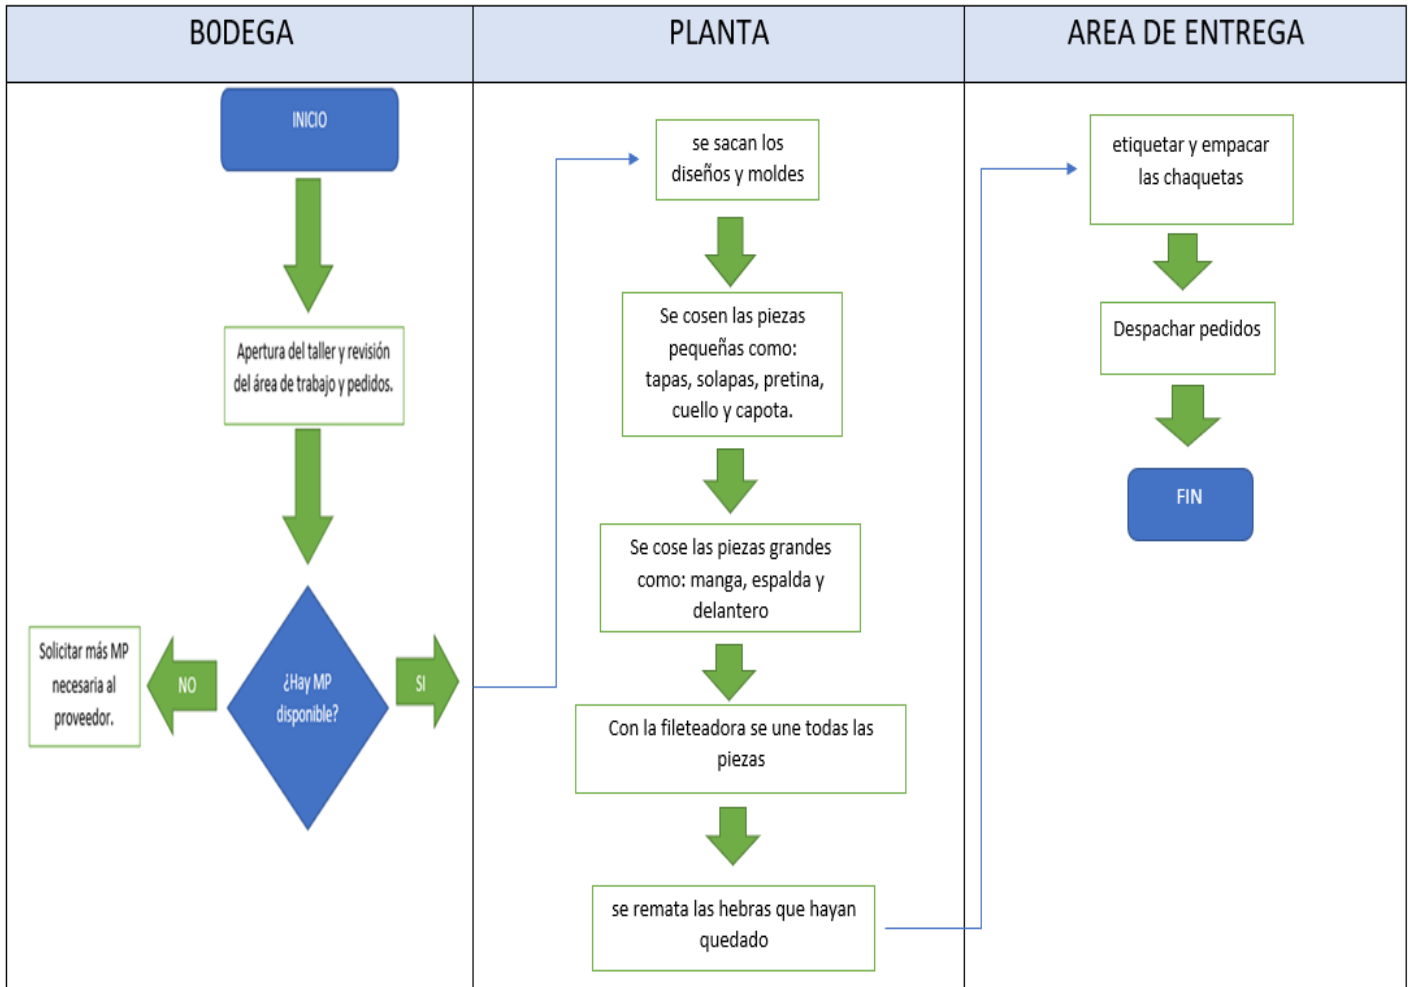 BODEGA
PLANTA
AREA DE ENTREGA
INICIO
Apertura del taller y revisión
del área de trabajo y pedidos.
¿Hay MP
disponible?
NO
SI
Solicitar más MP
necesaria al
proveedor.
se sacan los
diseños y moldes
Se cosen las piezas
pequeñas como:
tapas, solapas, pretina,
cuello y capota.
Se cose las piezas grandes
como: manga, espalda y
delantero
Con la fileteadora se une todas las
piezas
se remata las hebras que hayan
quedado
etiquetar y empacar
las chaquetas
Despachar pedidos
FIN